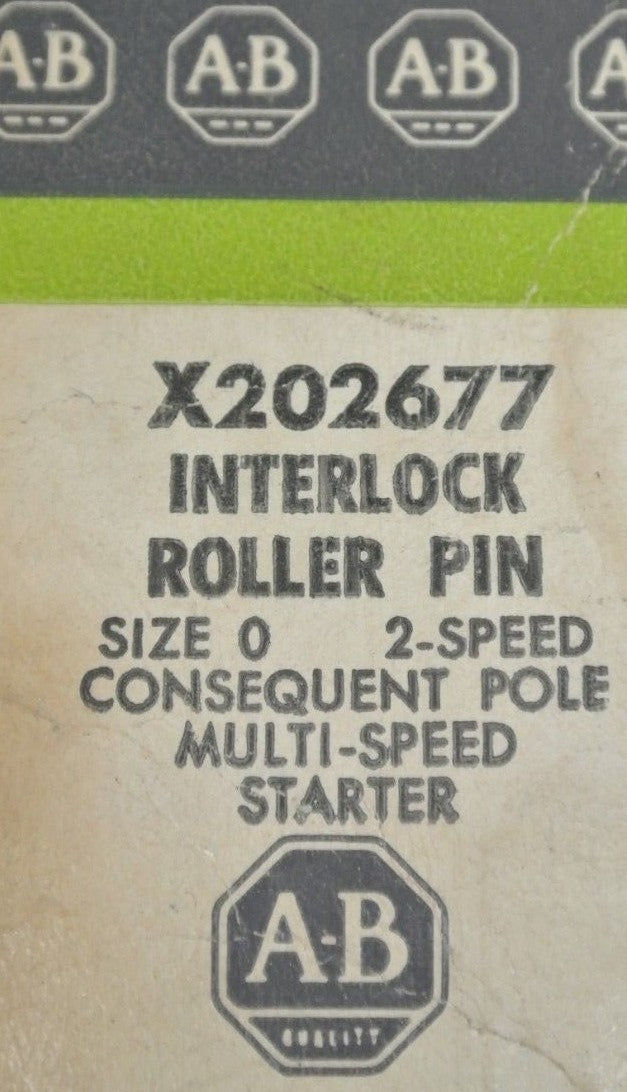 A-B A-B A-B A
X202677
INTERLOCK
ROLLER PIN
SIZE 0 2-SPEED
CONSEQUENT POLE
MULTI-SPEED
STARTER
A-B
QUALITY